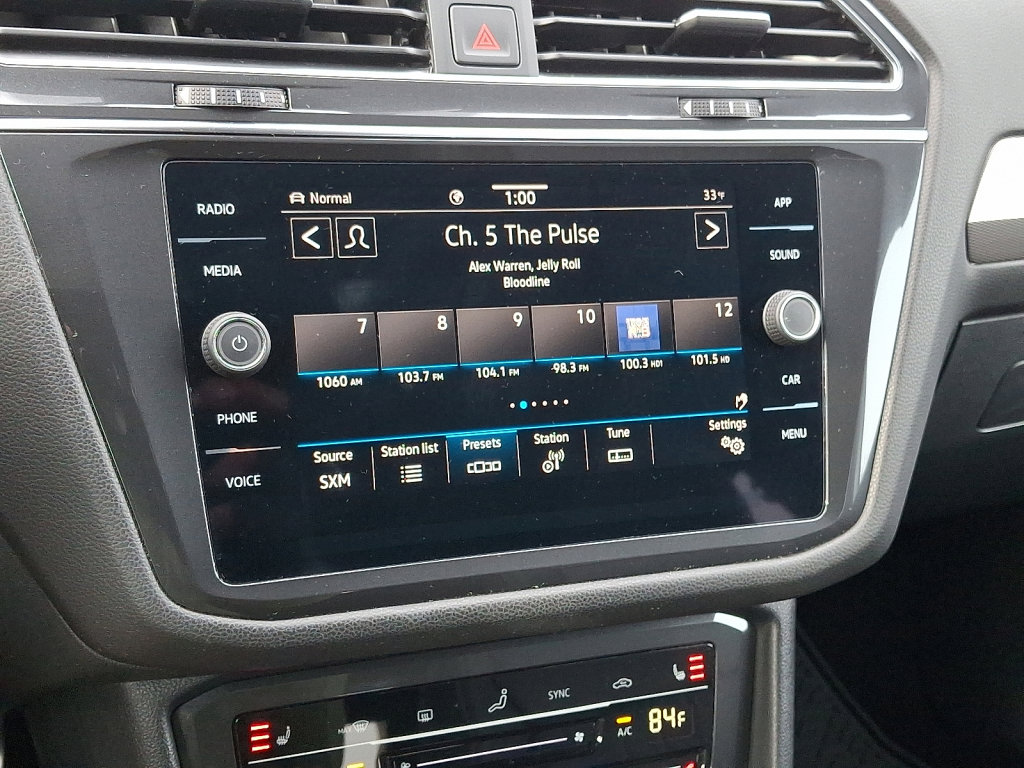 Normal 1:00 33°F
RADIO
MEDIA
PHONE
VOICE
APP
SOUND
CAR
MENU
Ch. 5 The Pulse
Alex Warren, Jelly Roll
Bloodline
7 8 9 10 12
1060 AM 103.7 FM 104.1 FM 98.3 FM 100.3 HD1 101.5 HD
Source Station list Presets Station Tune Settings
SXM
MAX SYNC
A/C 84F